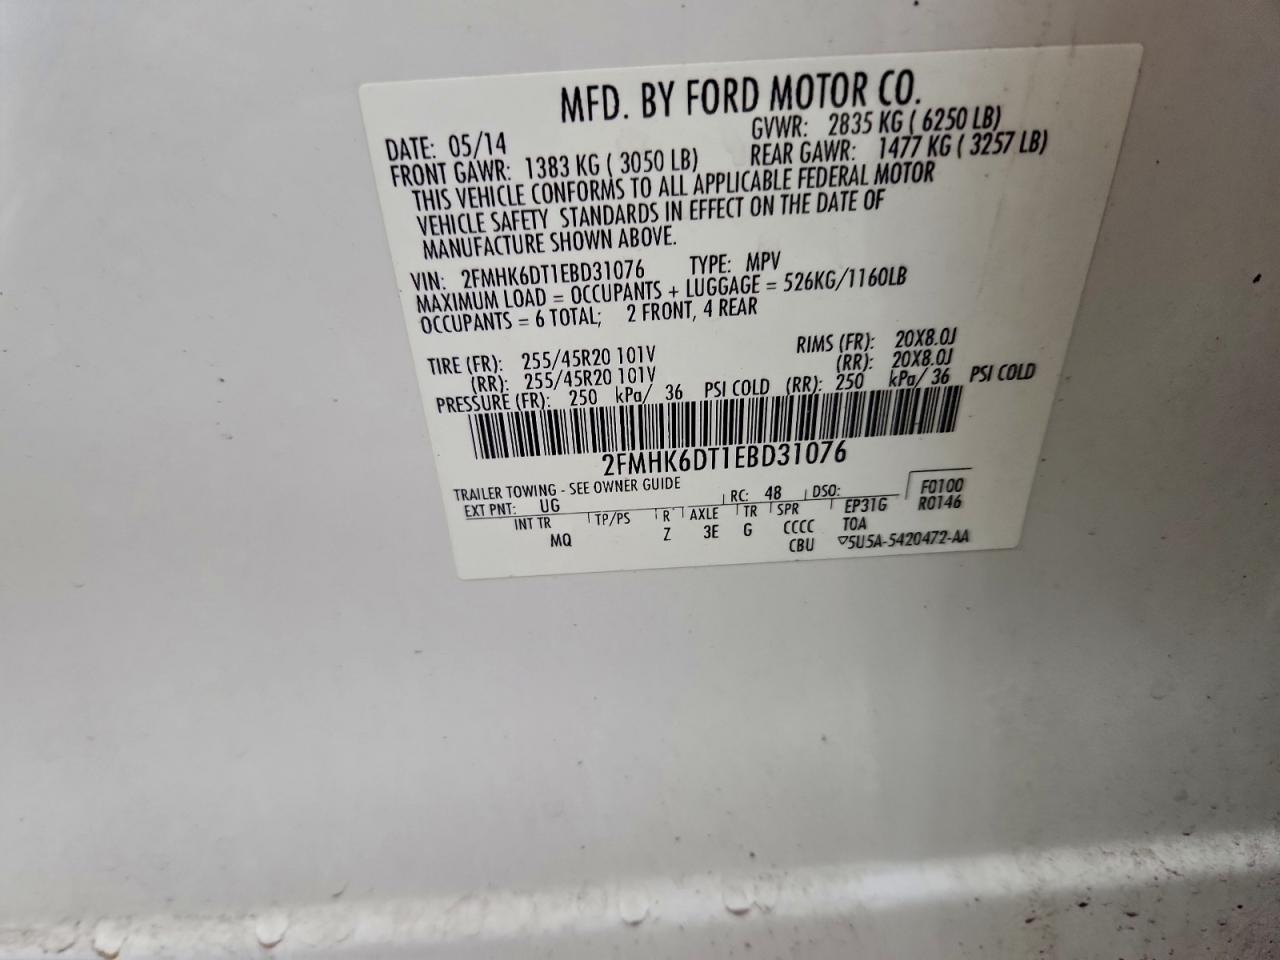 MFD. BY FORD MOTOR CO.
DATE: 05/14 GVWR: 2835 KG ( 6250 LB)
FRONT GAWR: 1383 KG ( 3050 LB) REAR GAWR: 1477 KG ( 3257 LB)
THIS VEHICLE CONFORMS TO ALL APPLICABLE FEDERAL MOTOR
VEHICLE SAFETY STANDARDS IN EFFECT ON THE DATE OF
MANUFACTURE SHOWN ABOVE.
VIN: 2FMHK6DT1EBD31076 TYPE: MPV
MAXIMUM LOAD = OCCUPANTS + LUGGAGE = 526KG/1160LB
OCCUPANTS = 6 TOTAL; 2 FRONT, 4 REAR
TIRE (FR): 255/45R20 101V RIMS (FR): 20X8.0J
(RR): 255/45R20 101V (RR): 20X8.0J
PRESSURE (FR): 250 kPa/ 36 PSI COLD (RR): 250 kPa/ 36 PSI COLD
2FMHK6DT1EBD31076
TRAILER TOWING - SEE OWNER GUIDE
EXT PNT: UG RC: 48 DSO: F0100
INT TR TP/PS R AXLE TR SPR EP31G R0146
MQ Z 3E G CCCC TOA
CBU ▽5U5A-5420472-AA